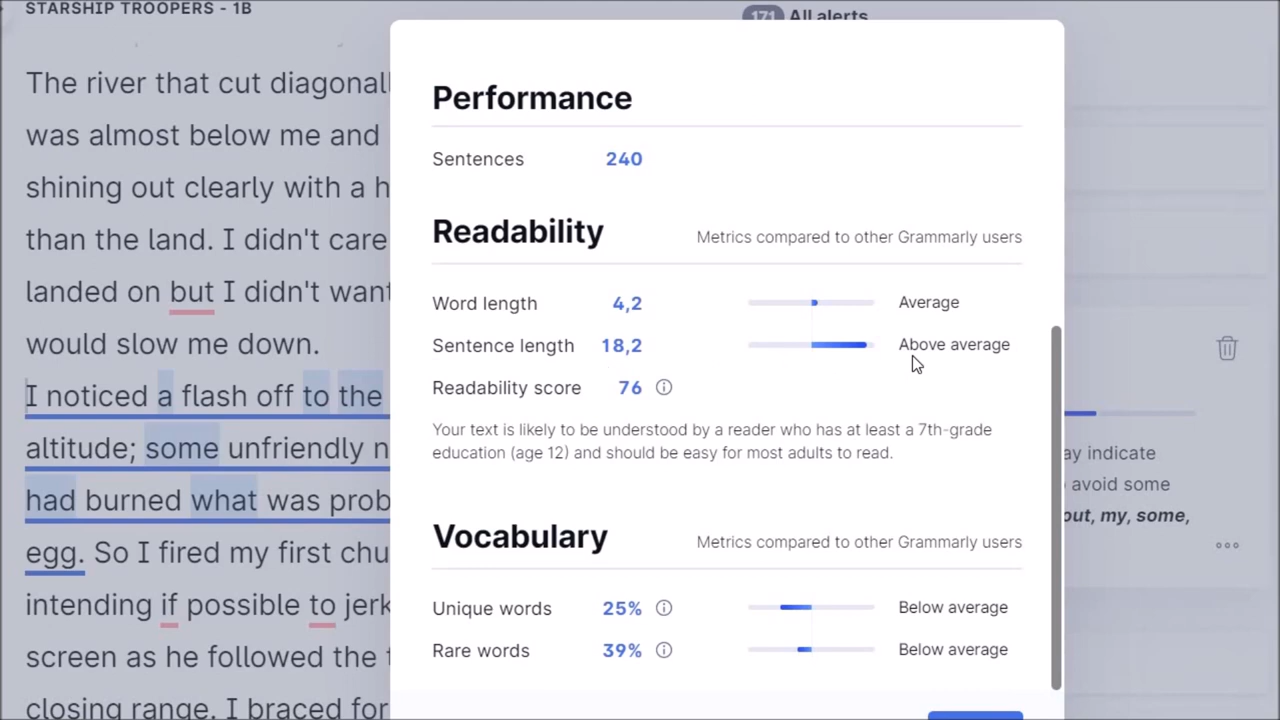 STARSHIP TROOPERS - 1B
The river that cut diagonall
was almost below me and
shining out clearly with a h
than the land. I didn't care
landed on but I didn't want
would slow me down.
I noticed a flash off to the
altitude; some unfriendly n
had burned what was prob
egg. So I fired my first chu
intending if possible to jerk
screen as he followed the t
closing range. I braced for
171 All alerts
Performance
Sentences 240
Readability Metrics compared to other Grammarly users
Word length 4,2 Average
Sentence length 18,2 Above average
Readability score 76
Your text is likely to be understood by a reader who has at least a 7th-grade
education (age 12) and should be easy for most adults to read.
Vocabulary Metrics compared to other Grammarly users
Unique words 25% Below average
Rare words 39% Below average
ay indicate
avoid some
out, my, some,